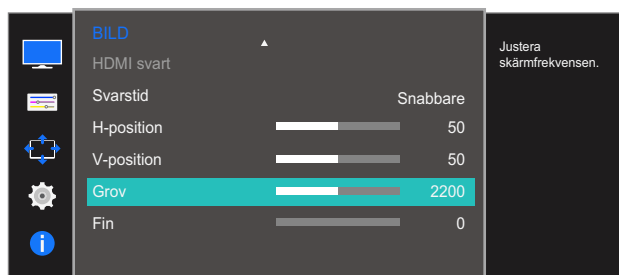 BILD
HDMI svart
Svarstid Snabbare
H-position 50
V-position 50
Grov 2200
Fin 0
Justera
skärmfrekvensen.